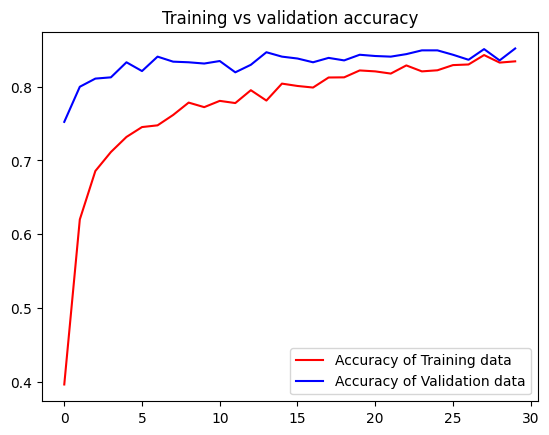 Training vs validation accuracy
0.8
0.7
0.6
0.5
0.4
Accuracy of Training data
Accuracy of Validation data
0 5 10 15 20 25 30